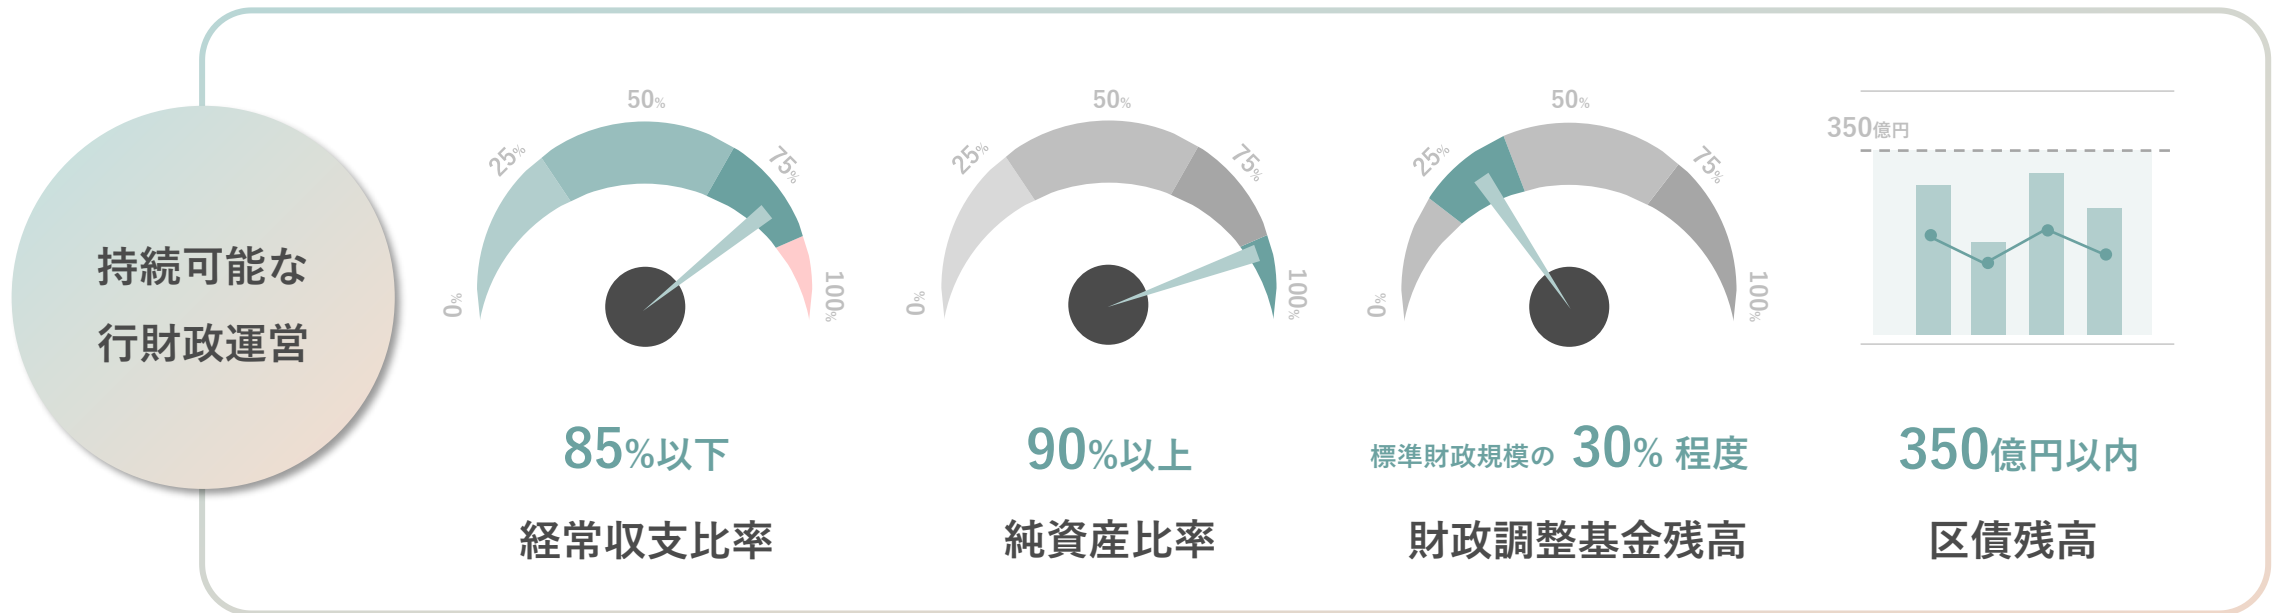 持続可能な
行財政運営
0%
25%
50%
75%
100%
85%以下
経常収支比率
0%
25%
50%
75%
100%
90%以上
純資産比率
0%
25%
50%
75%
100%
標準財政規模の 30% 程度
財政調整基金残高
350億円
350億円以内
区債残高